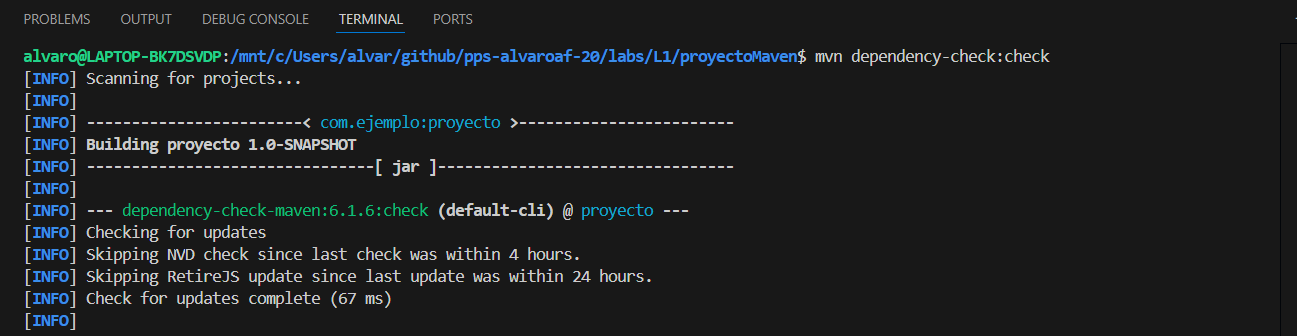 PROBLEMS OUTPUT DEBUG CONSOLE TERMINAL PORTS
alvaro@LAPTOP-BK7DSVDP:/mnt/c/Users/alvar/github/pps-alvaroaf-20/labs/L1/proyectoMaven$ mvn dependency-check:check
[INFO] Scanning for projects...
[INFO]
[INFO] ------------------------< com.ejemplo:proyecto >------------------------
[INFO] Building proyecto 1.0-SNAPSHOT
[INFO] --------------------------------[ jar ]---------------------------------
[INFO]
[INFO] --- dependency-check-maven:6.1.6:check (default-cli) @ proyecto ---
[INFO] Checking for updates
[INFO] Skipping NVD check since last check was within 4 hours.
[INFO] Skipping RetireJS update since last update was within 24 hours.
[INFO] Check for updates complete (67 ms)
[INFO]